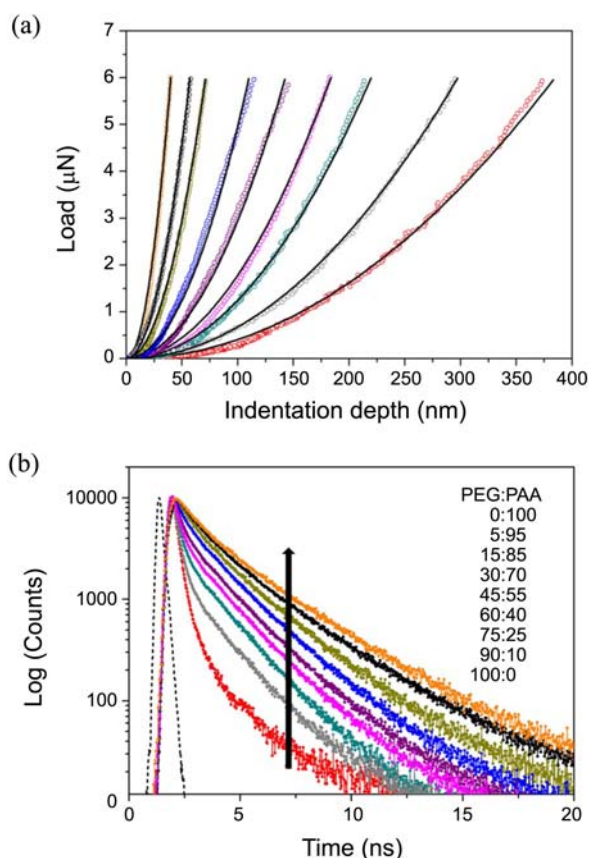 (a)
7
6
5
4
3
2
1
0
Load (μN)
0 50 100 150 200 250 300 350 400
Indentation depth (nm)
(b)
10000
1000
100
0
Log (Counts)
PEG:PAA
0:100
5:95
15:85
30:70
45:55
60:40
75:25
90:10
100:0
0 5 10 15 20
Time (ns)